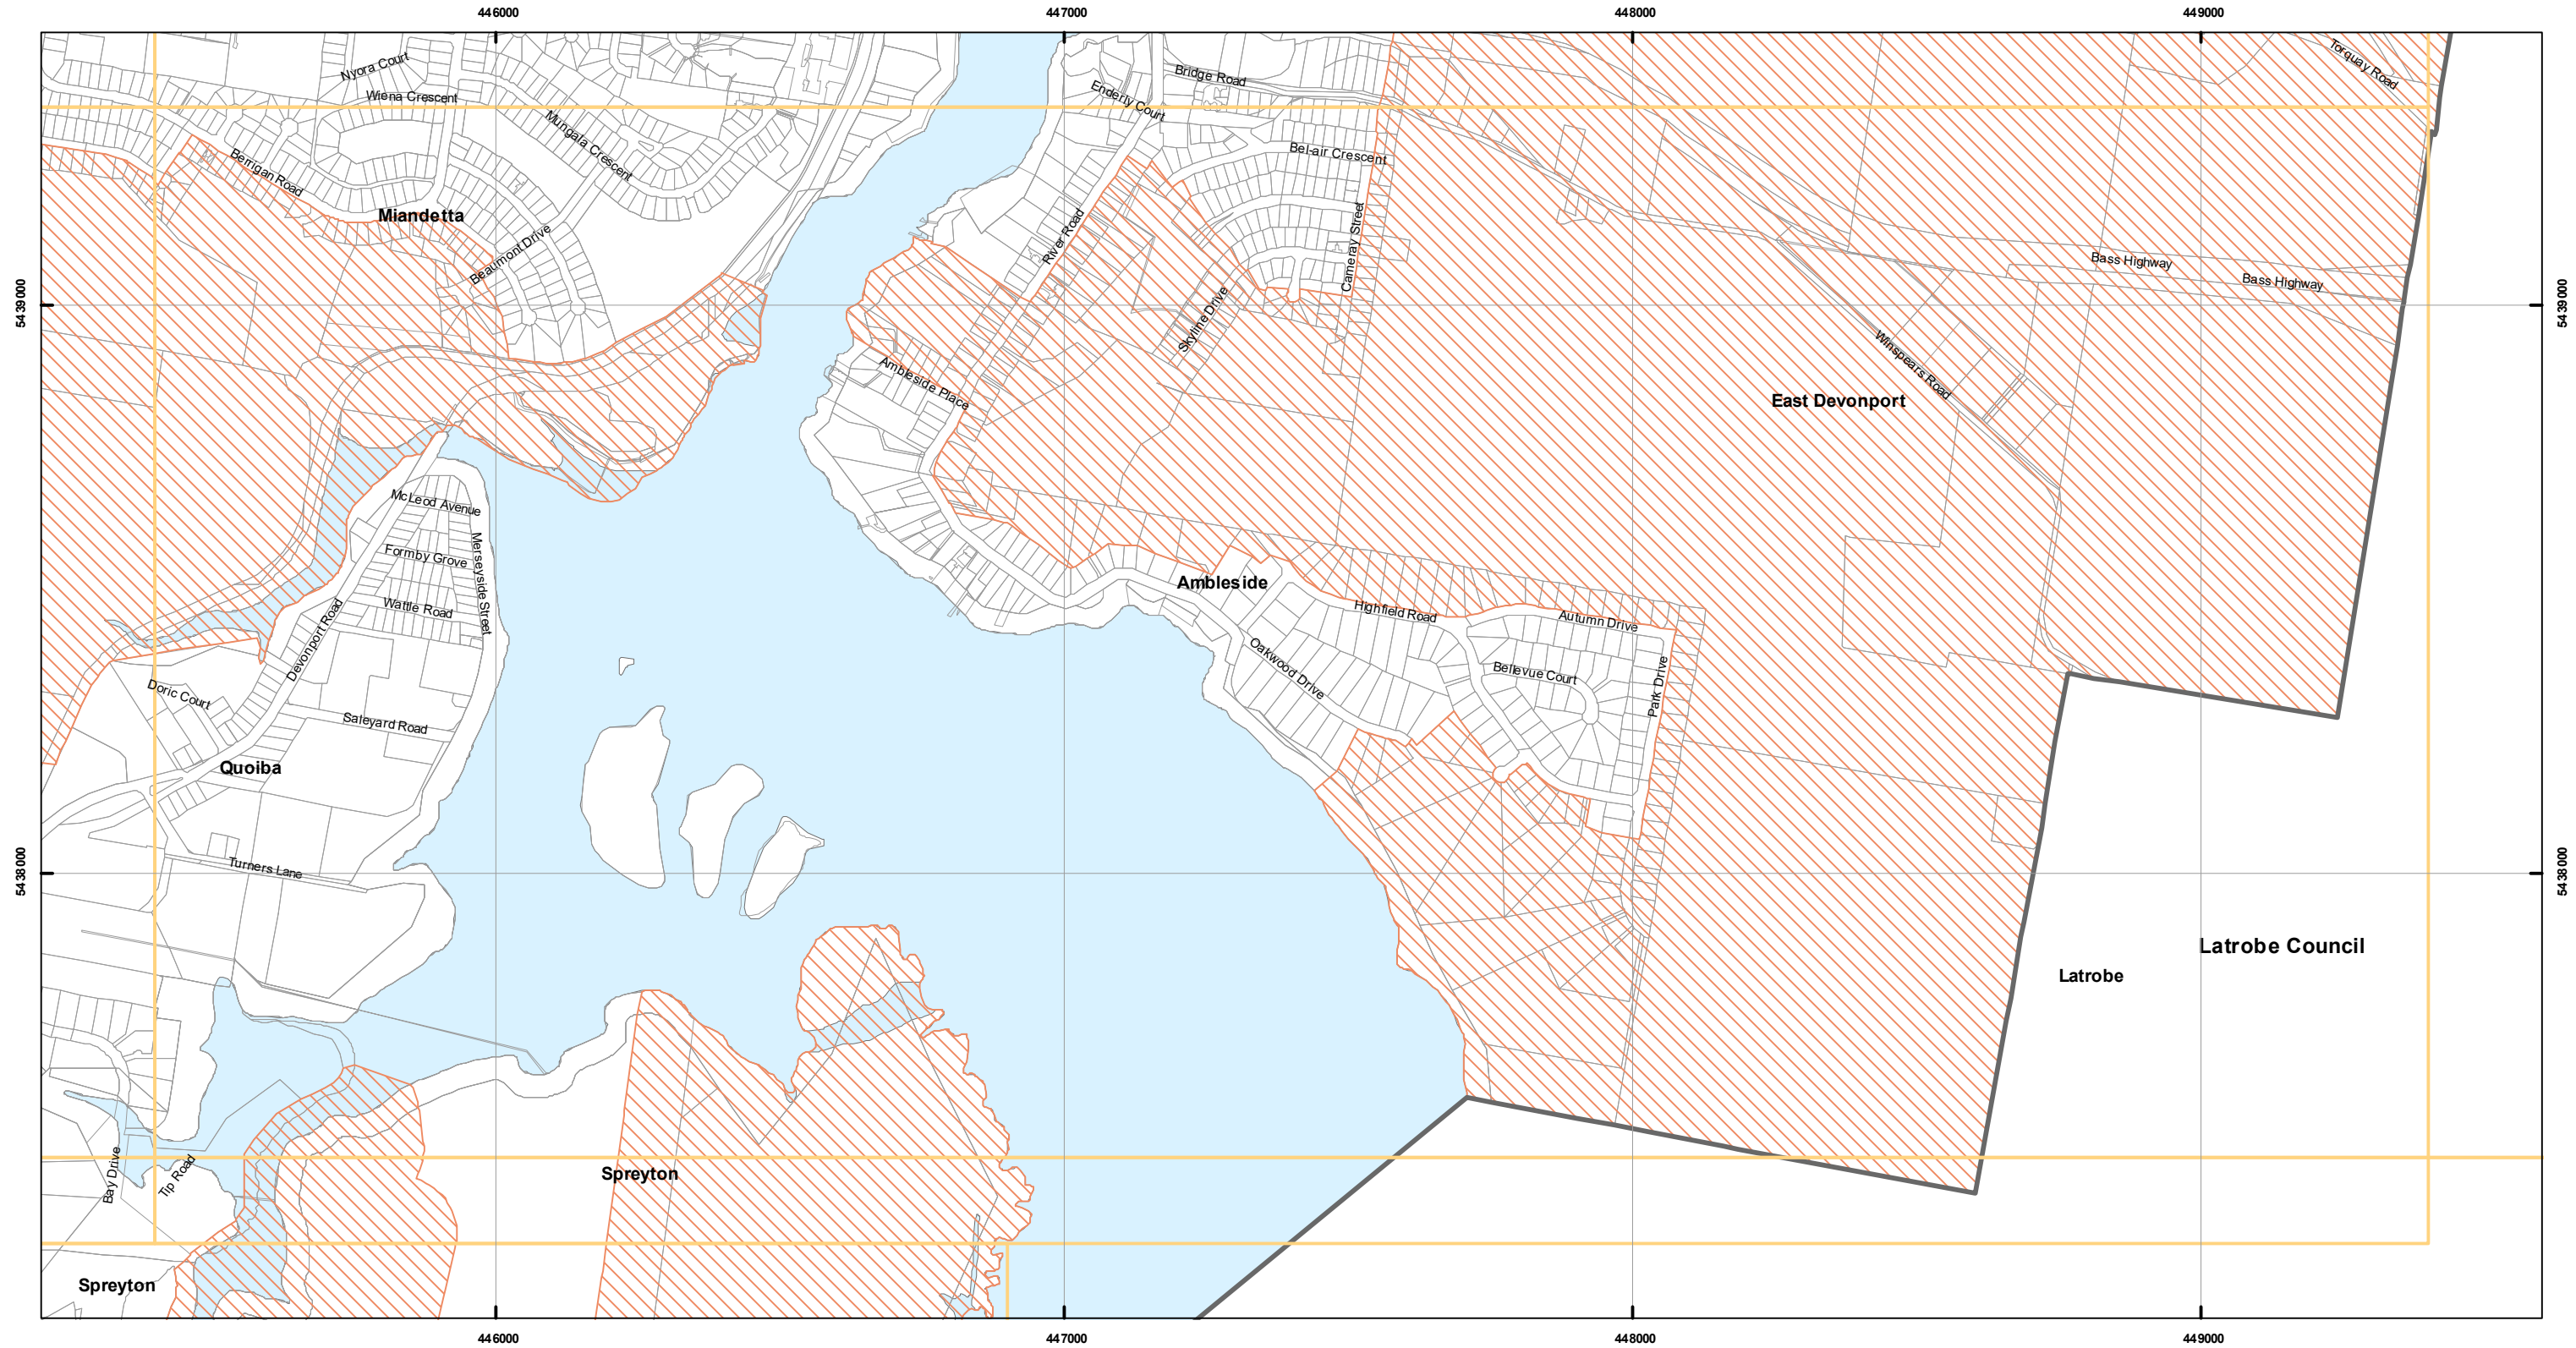 446000
447000
448000
449000
Nyora Court
Wiena Crescent
Mungala Crescent
Berrigan Road
Miandetta
Beaumont Drive
Bridge Road
Enderly Court
Bel-air Crescent
River Road
Cameray Street
Skyline Drive
Ambleside Place
Torquay Road
Bass Highway
Bass Highway
Winspears Road
East Devonport
5439000
5439000
McLeod Avenue
Formby Grove
Merseyside Street
Wattle Road
Devonport Road
Doric Court
Saleyard Road
Quoiba
Turners Lane
Ambleside
Highfield Road
Autumn Drive
Oakwood Drive
Bellevue Court
Park Drive
5438000
5438000
Latrobe Council
Latrobe
Bay Drive
Tip Road
Spreyton
Spreyton
446000
447000
448000
449000